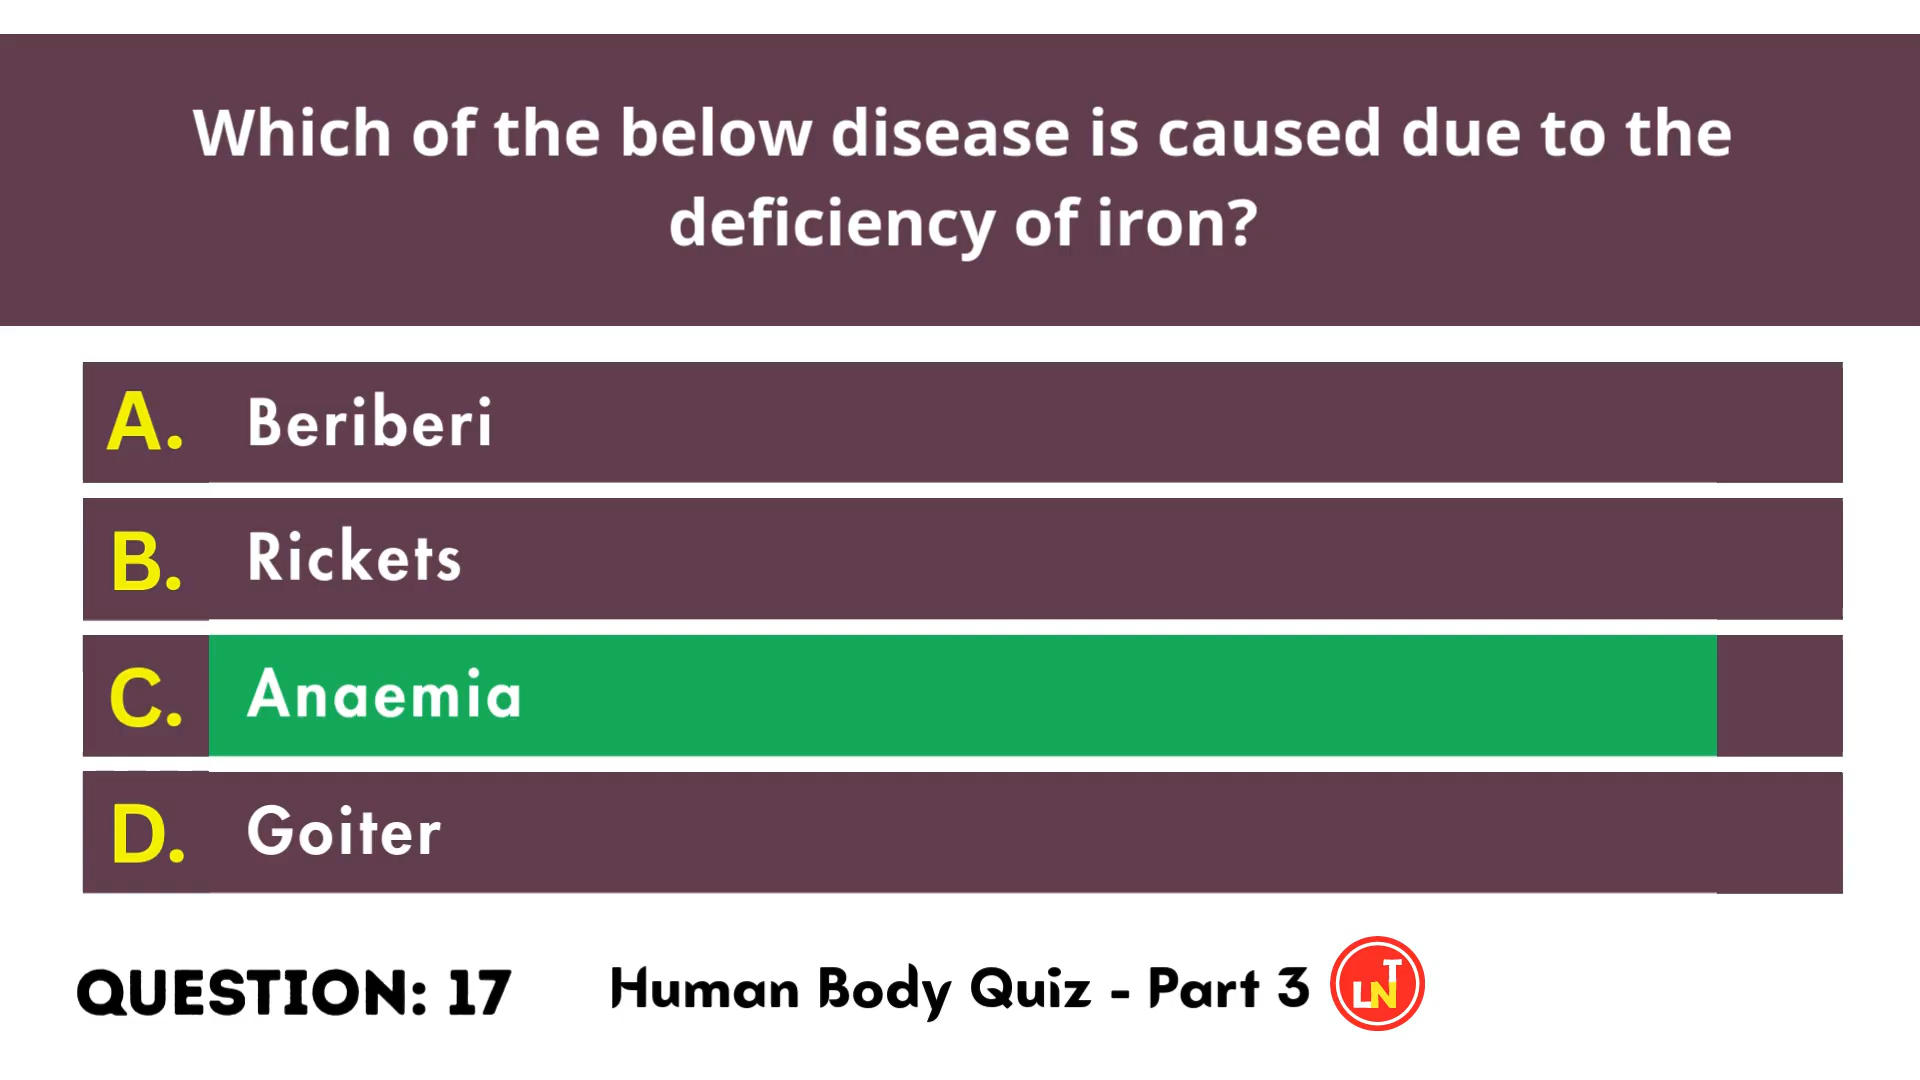 Which of the below disease is caused due to the
deficiency of iron?
A. Beriberi
B. Rickets
C. Anaemia
D. Goiter
QUESTION: 17 Human Body Quiz - Part 3 LNT